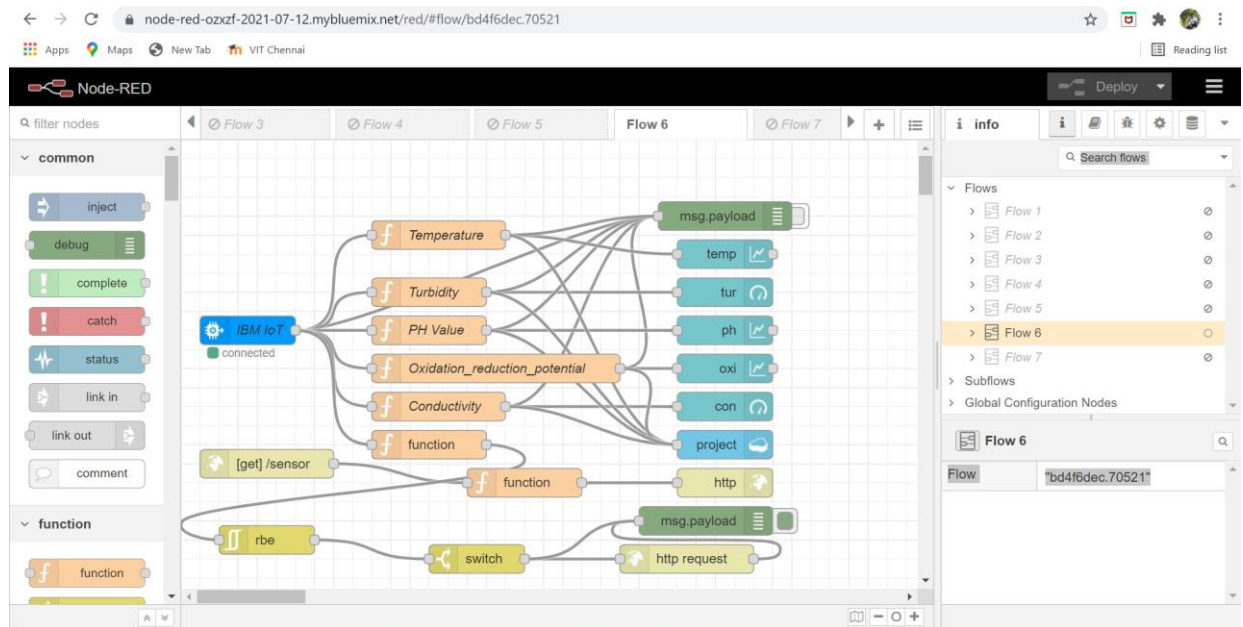 node-red-ozxzf-2021-07-12.mybluemix.net/red/#flow/bd4f6dec.70521
Apps Maps New Tab VIT Chennai Reading list
Node-RED Deploy
filter nodes Flow 3 Flow 4 Flow 5 Flow 6 Flow 7 + i info i
common
inject
debug
complete
catch
status
link in
link out
comment
function
function
Temperature
Turbidity
IBM IoT
connected
PH Value
Oxidation_reduction_potential
Conductivity
function
[get] /sensor
function
rbe
switch
msg.payload
temp
tur
ph
oxi
con
project
http
msg.payload
http request
Search flows
Flows
Flow 1
Flow 2
Flow 3
Flow 4
Flow 5
Flow 6
Flow 7
Subflows
Global Configuration Nodes
Flow 6
Flow "bd4f6dec.70521"